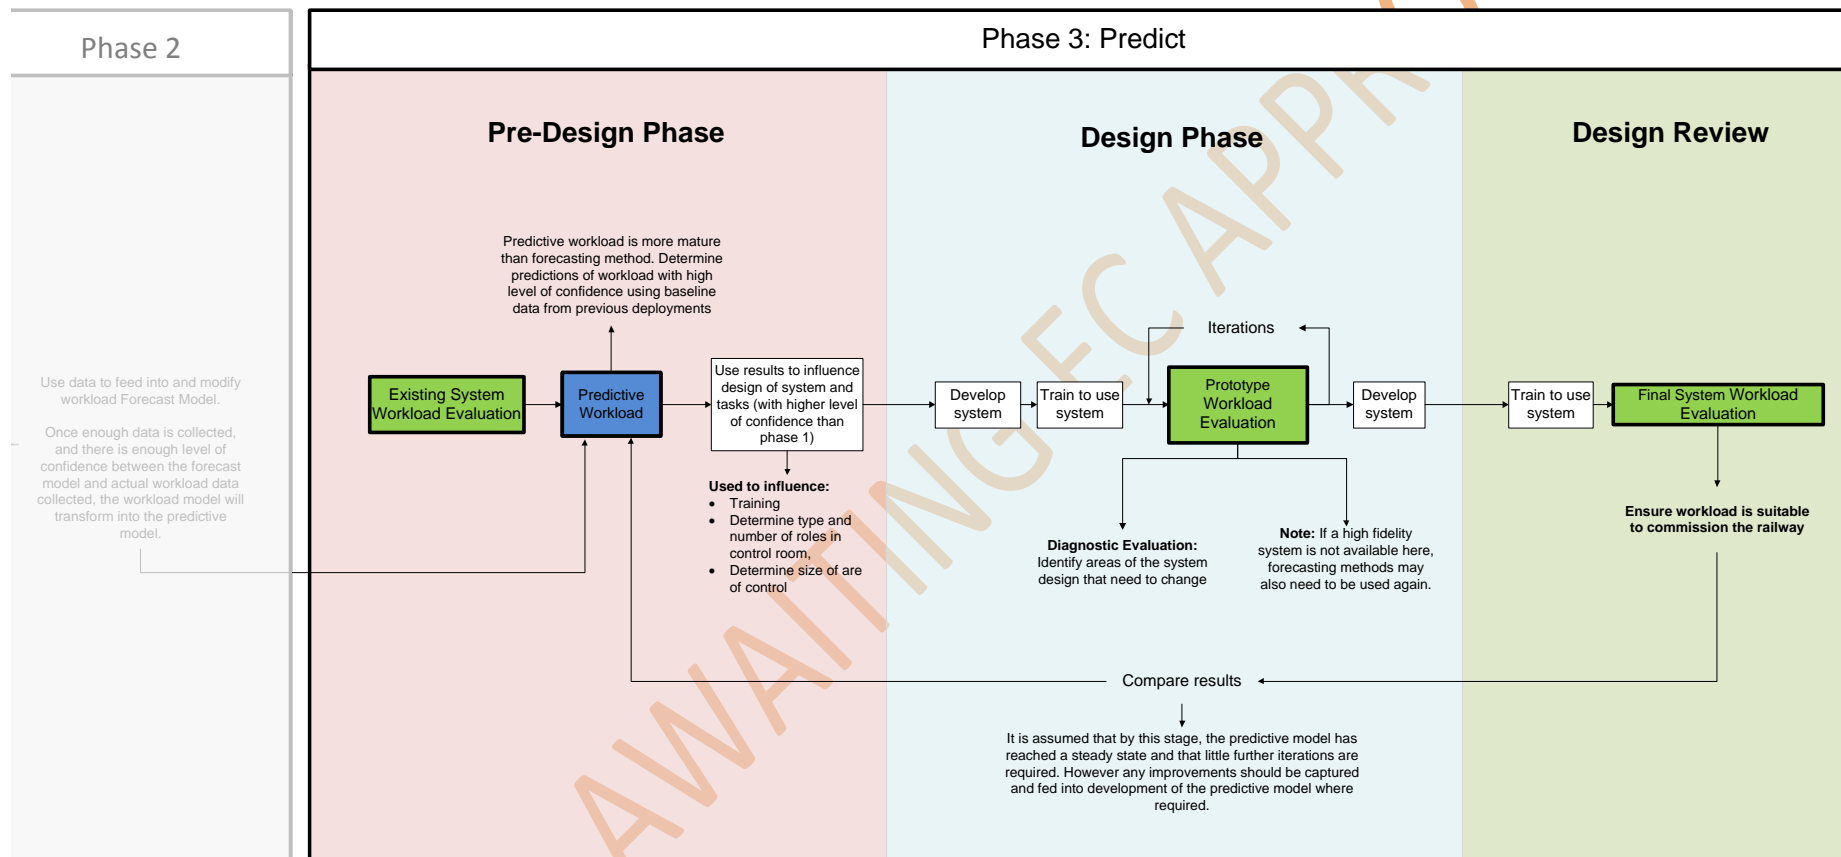 Phase 2
Phase 3: Predict
Pre-Design Phase
Design Phase
Design Review
Use data to feed into and modify
workload Forecast Model.
Once enough data is collected,
and there is enough level of
confidence between the forecast
model and actual workload data
collected, the workload model will
transform into the predictive
model.
Predictive workload is more mature
than forecasting method. Determine
predictions of workload with high
level of confidence using baseline
data from previous deployments
Existing System
Workload Evaluation
Predictive
Workload
Use results to influence
design of system and
tasks (with higher level
of confidence than
phase 1)
Used to influence:
• Training
• Determine type and
number of roles in
control room,
• Determine size of are
of control
Develop
system
Train to use
system
Iterations
Prototype
Workload
Evaluation
Develop
system
Diagnostic Evaluation:
Identify areas of the system
design that need to change
Note: If a high fidelity
system is not available here,
forecasting methods may
also need to be used again.
Train to use
system
Final System Workload
Evaluation
Ensure workload is suitable
to commission the railway
Compare results
It is assumed that by this stage, the predictive model has
reached a steady state and that little further iterations are
required. However any improvements should be captured
and fed into development of the predictive model where
required.
AWAITING EC APPRO